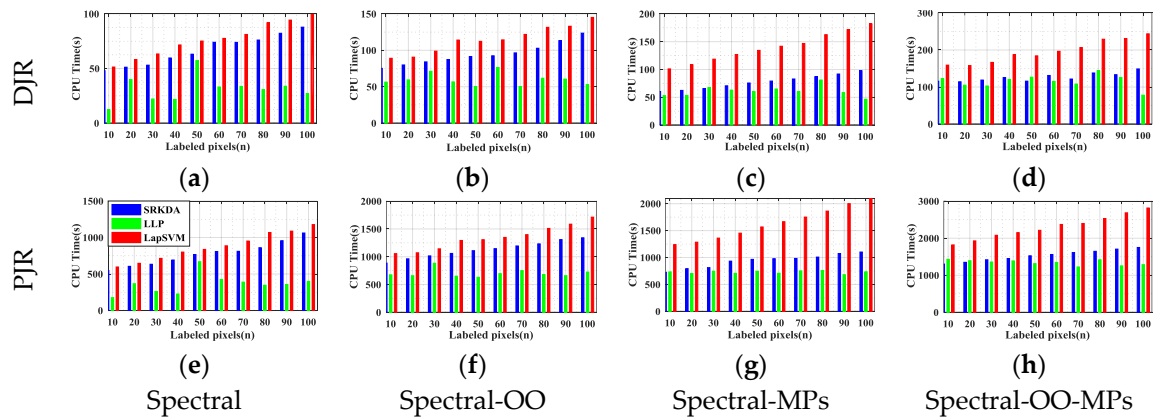 DJR
CPU Time(s)
100
50
0
10 20 30 40 50 60 70 80 90 100
Labeled pixels(n)
(a)
CPU Time(s)
150
100
50
0
10 20 30 40 50 60 70 80 90 100
Labeled pixels(n)
(b)
CPU Time(s)
200
150
100
50
0
10 20 30 40 50 60 70 80 90 100
Labeled pixels(n)
(c)
CPU Time(s)
300
200
100
0
10 20 30 40 50 60 70 80 90 100
Labeled pixels(n)
(d)
PJR
CPU Time(s)
1500
1000
500
0
SRKDA
LLP
LapSVM
10 20 30 40 50 60 70 80 90 100
Labeled pixels(n)
(e)
Spectral
CPU Time(s)
2000
1500
1000
500
0
10 20 30 40 50 60 70 80 90 100
Labeled pixels(n)
(f)
Spectral-OO
CPU Time(s)
2000
1500
1000
500
0
10 20 30 40 50 60 70 80 90 100
Labeled pixels(n)
(g)
Spectral-MPs
CPU Time(s)
3000
2000
1000
0
10 20 30 40 50 60 70 80 90 100
Labeled pixels(n)
(h)
Spectral-OO-MPs